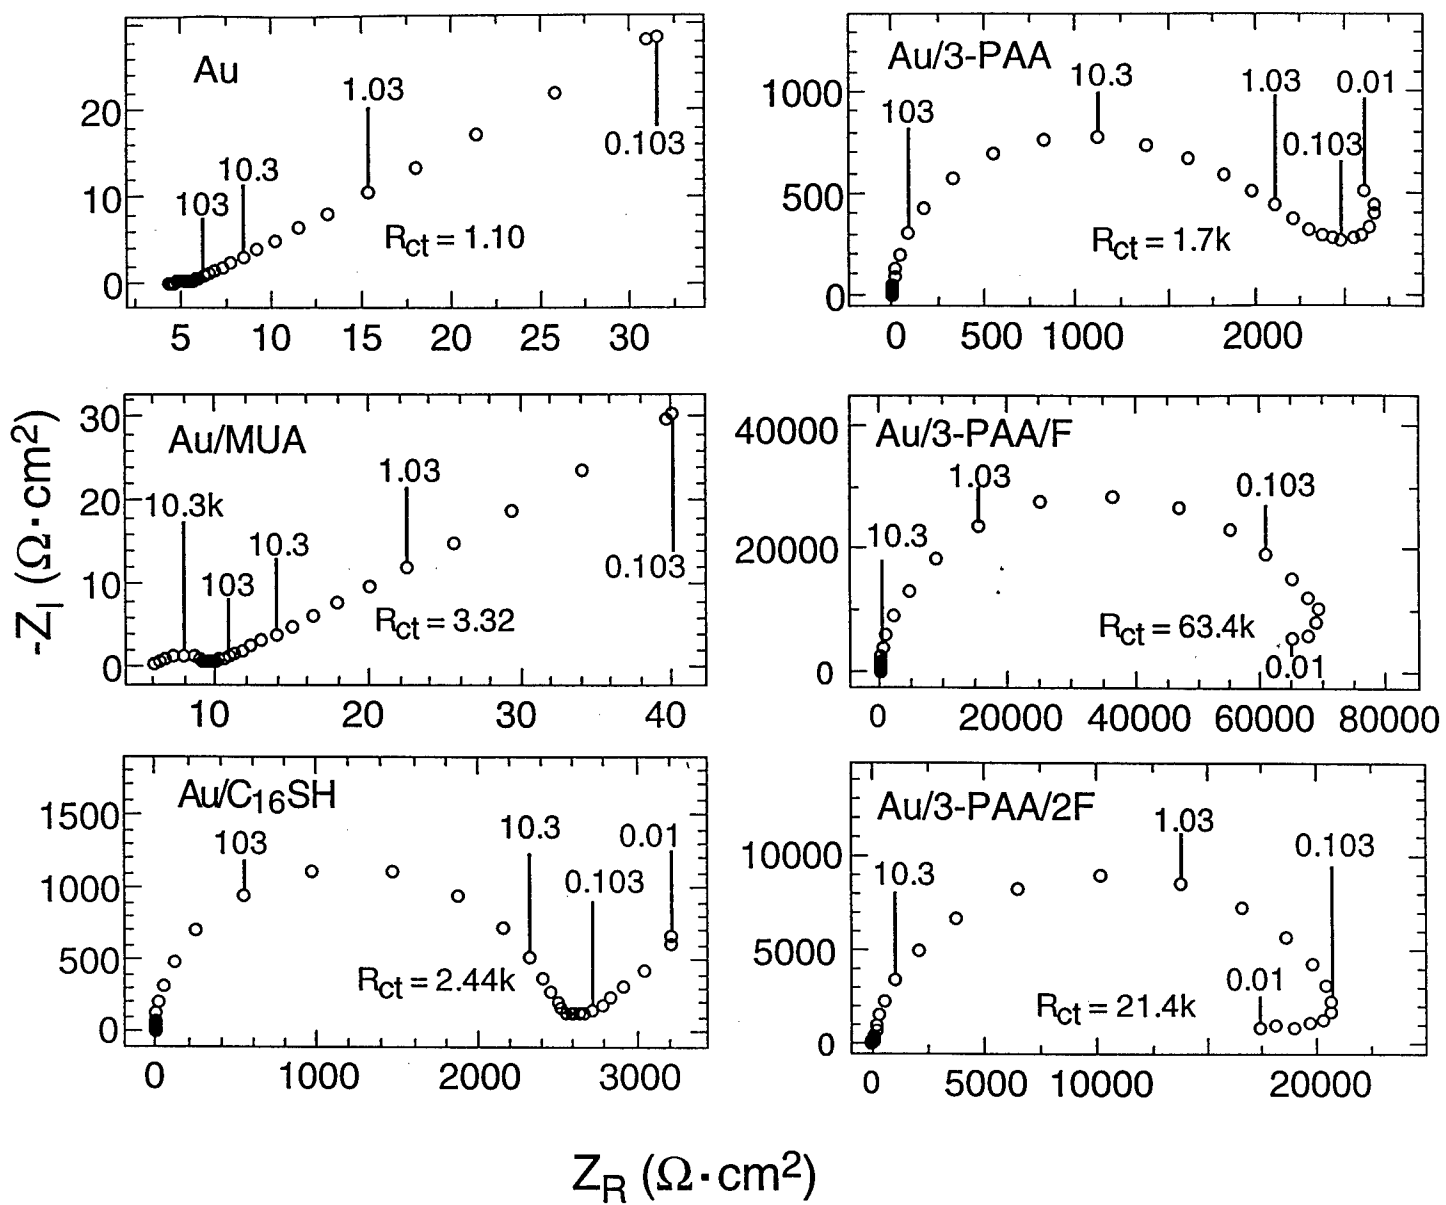 Au
20
10
0
5 10 15 20 25 30
103
10.3
1.03
0.103
Rct = 1.10
Au/3-PAA
1000
500
0
0 500 1000 2000
103
10.3
1.03
0.103
0.01
Rct = 1.7k
Au/MUA
30
20
10
0
10 20 30 40
10.3k
103
10.3
1.03
0.103
Rct = 3.32
Au/3-PAA/F
40000
20000
0
0 20000 40000 60000 80000
10.3
1.03
0.103
0.01
Rct = 63.4k
Au/C16SH
1500
1000
500
0
0 1000 2000 3000
103
10.3
0.103
0.01
Rct = 2.44k
Au/3-PAA/2F
10000
5000
0
0 5000 10000 20000
10.3
1.03
0.103
0.01
Rct = 21.4k
-ZI (Ω·cm²)
ZR (Ω·cm²)